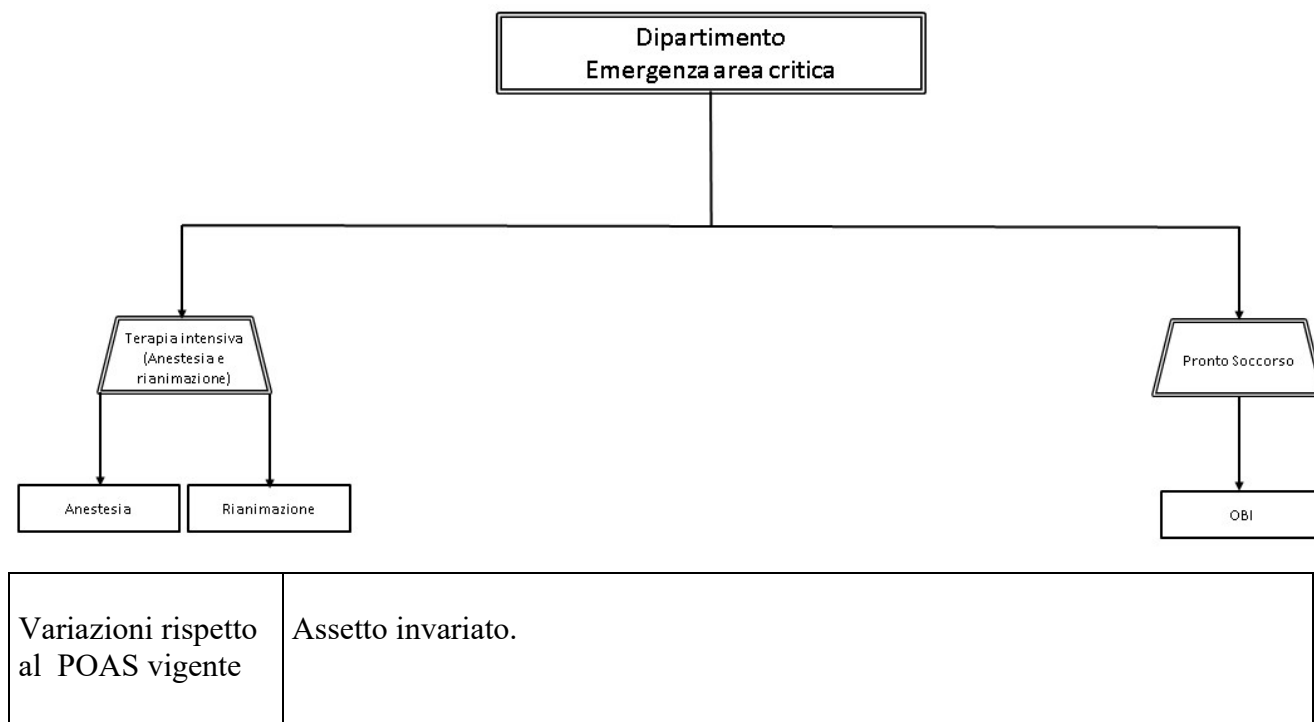 Dipartimento
Emergenza area critica
Terapia intensiva
(Anestesia e
rianimazione)
Pronto Soccorso
Anestesia
Rianimazione
OBI
Variazioni rispetto
al POAS vigente
Assetto invariato.